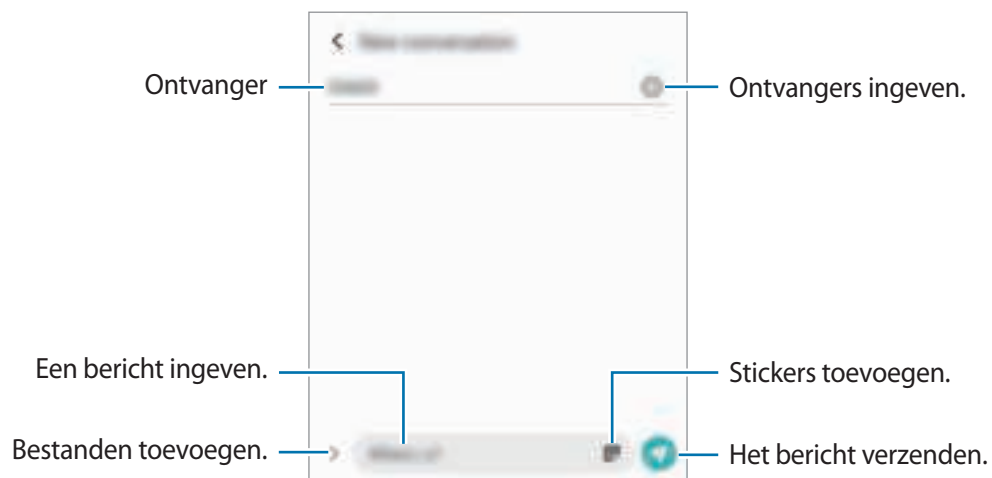 Ontvanger
Ontvangers ingeven.
Een bericht ingeven.
Stickers toevoegen.
Bestanden toevoegen.
Het bericht verzenden.